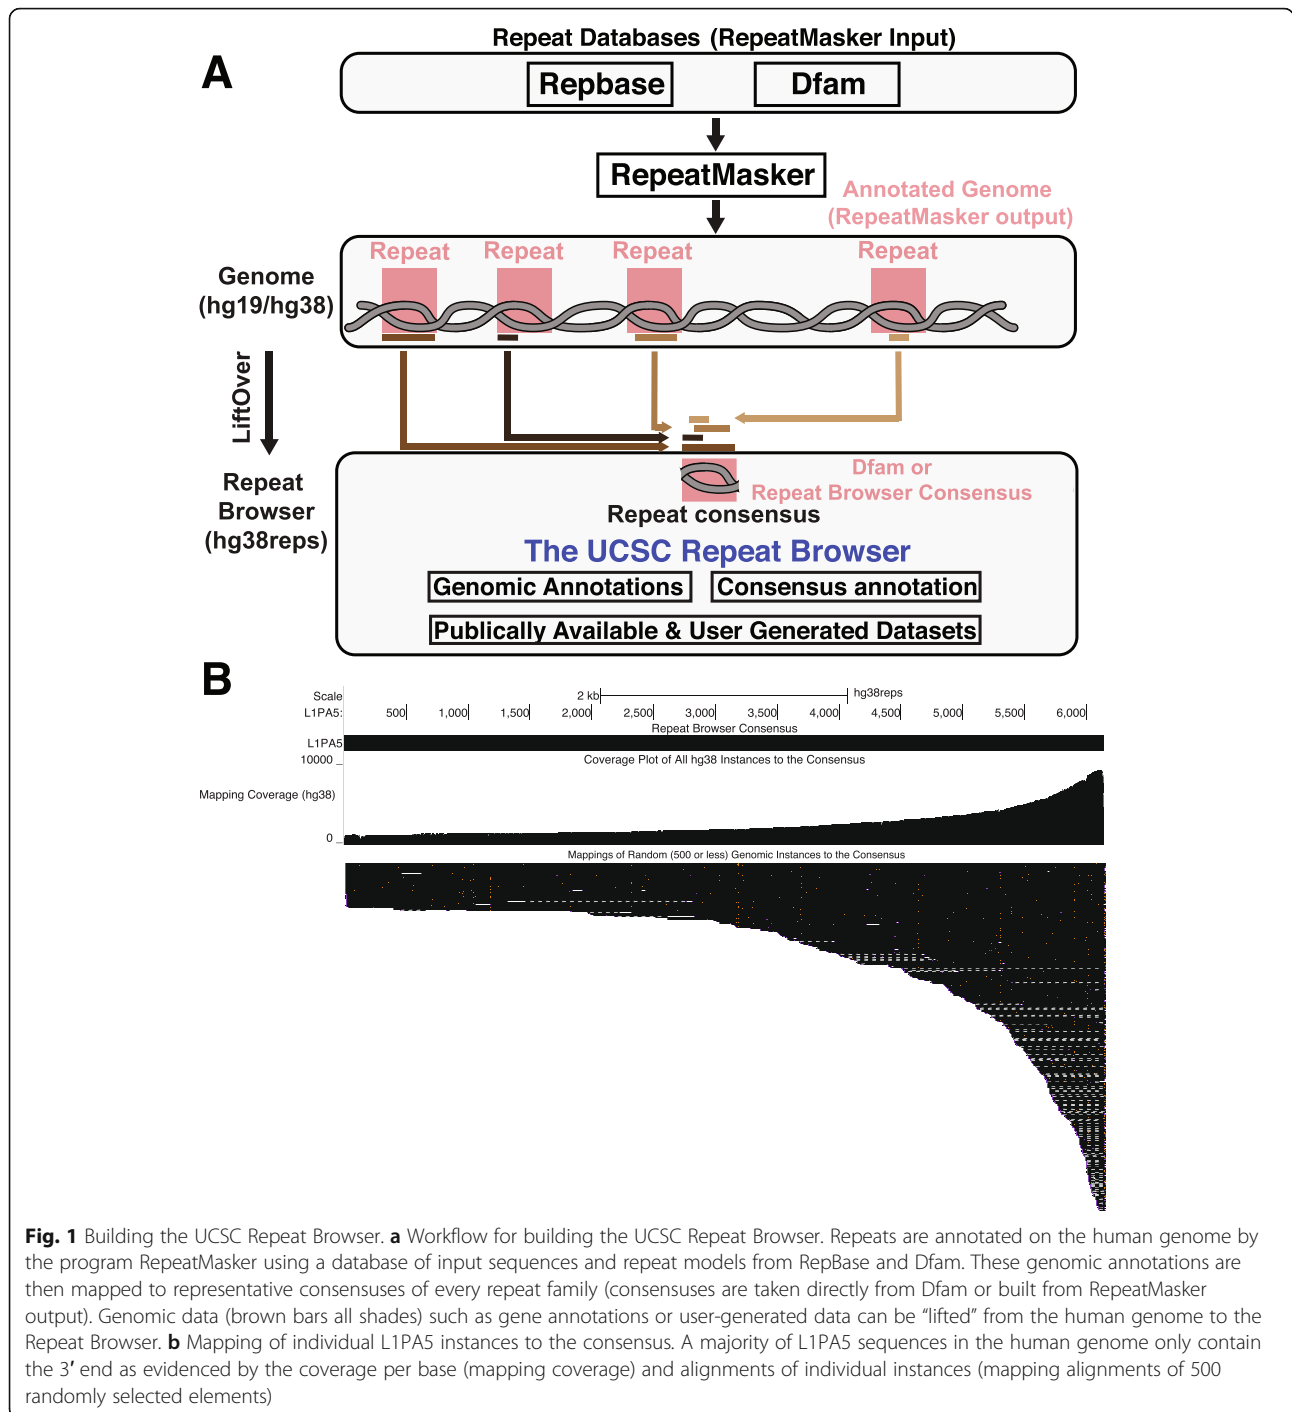 A
Repeat Databases (RepeatMasker Input)
Repbase
Dfam
RepeatMasker
Annotated Genome
(RepeatMasker output)
Repeat
Repeat
Repeat
Repeat
Genome
(hg19/hg38)
LiftOver
Repeat
Browser
(hg38reps)
Dfam or
Repeat Browser Consensus
Repeat consensus
The UCSC Repeat Browser
Genomic Annotations
Consensus annotation
Publically Available & User Generated Datasets
B
Scale
2 kb
hg38reps
L1PA5:
500 1,000 1,500 2,000 2,500 3,000 3,500 4,000 4,500 5,000 5,500 6,000
Repeat Browser Consensus
L1PA5
10000 _
Coverage Plot of All hg38 Instances to the Consensus
Mapping Coverage (hg38)
0 _
Mappings of Random (500 or less) Genomic Instances to the Consensus
Fig. 1 Building the UCSC Repeat Browser. a Workflow for building the UCSC Repeat Browser. Repeats are annotated on the human genome by
the program RepeatMasker using a database of input sequences and repeat models from RepBase and Dfam. These genomic annotations are
then mapped to representative consensuses of every repeat family (consensuses are taken directly from Dfam or built from RepeatMasker
output). Genomic data (brown bars all shades) such as gene annotations or user-generated data can be “lifted” from the human genome to the
Repeat Browser. b Mapping of individual L1PA5 instances to the consensus. A majority of L1PA5 sequences in the human genome only contain
the 3′ end as evidenced by the coverage per base (mapping coverage) and alignments of individual instances (mapping alignments of 500
randomly selected elements)